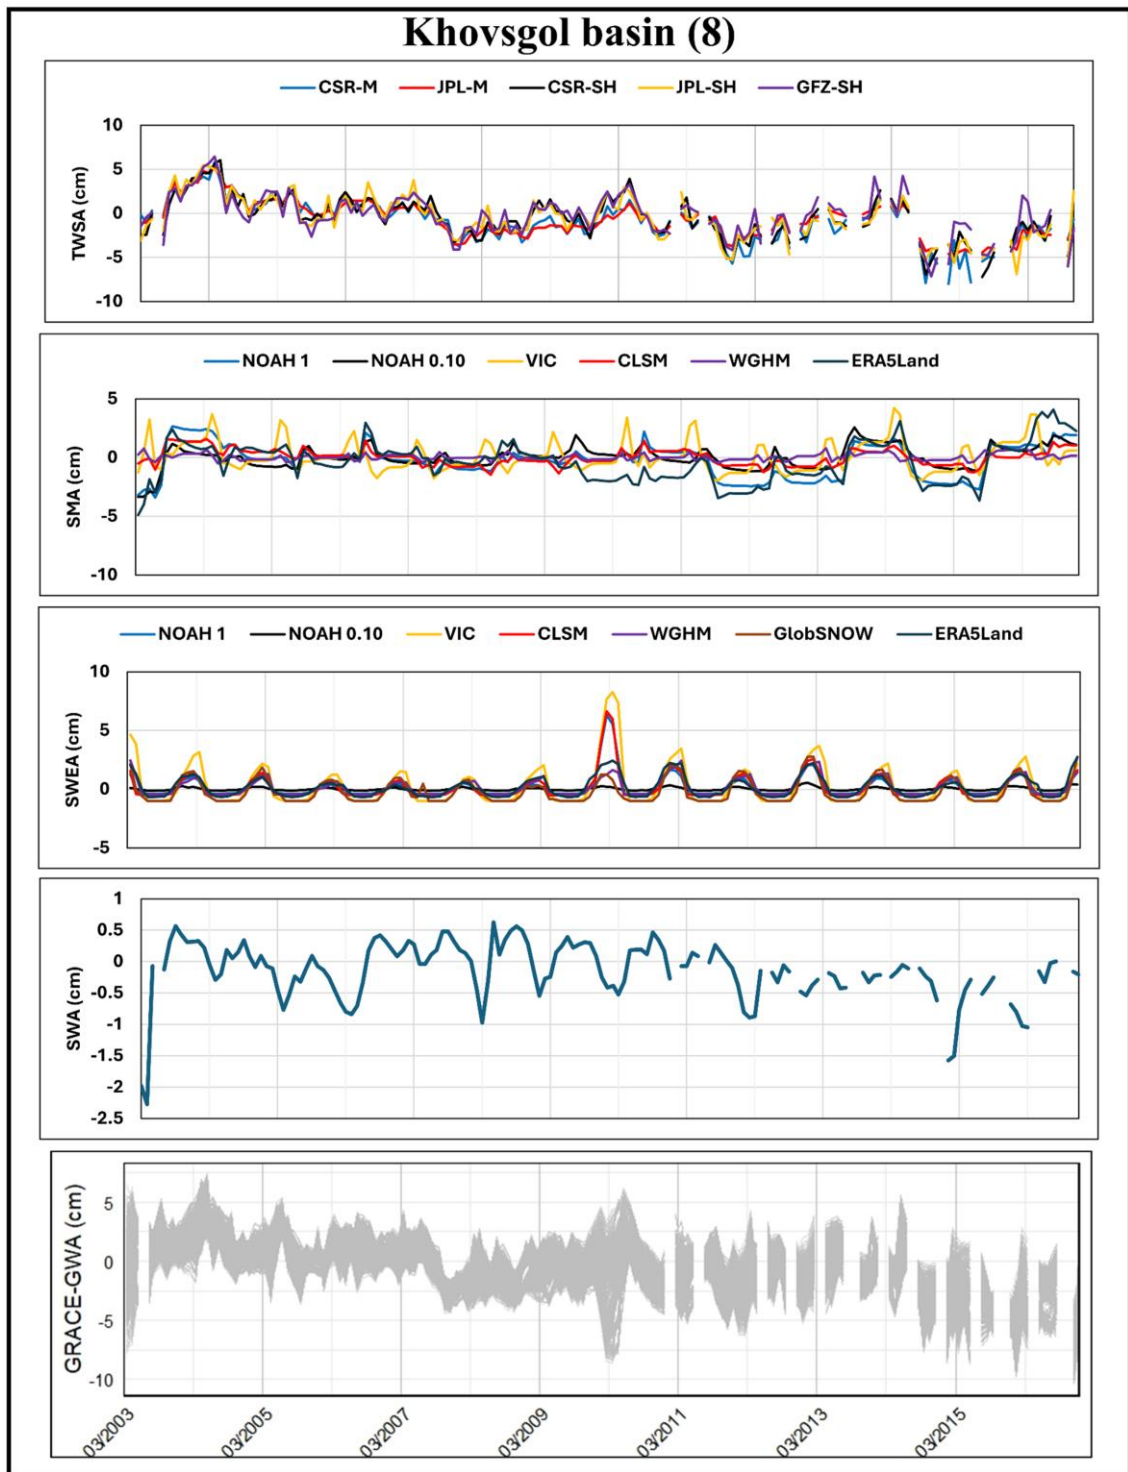 Khovsgol basin (8)
CSR-M JPL-M CSR-SH JPL-SH GFZ-SH
TWSA (cm)
10
5
0
-5
-10
NOAH 1 NOAH 0.10 VIC CLSM WGHM ERA5Land
SMA (cm)
5
0
-5
-10
NOAH 1 NOAH 0.10 VIC CLSM WGHM GlobSNOW ERA5Land
SWEA (cm)
10
5
0
-5
SWA (cm)
1
0.5
0
-0.5
-1
-1.5
-2
-2.5
GRACE-GWA (cm)
5
0
-5
-10
03/2003 03/2005 03/2007 03/2009 03/2011 03/2013 03/2015